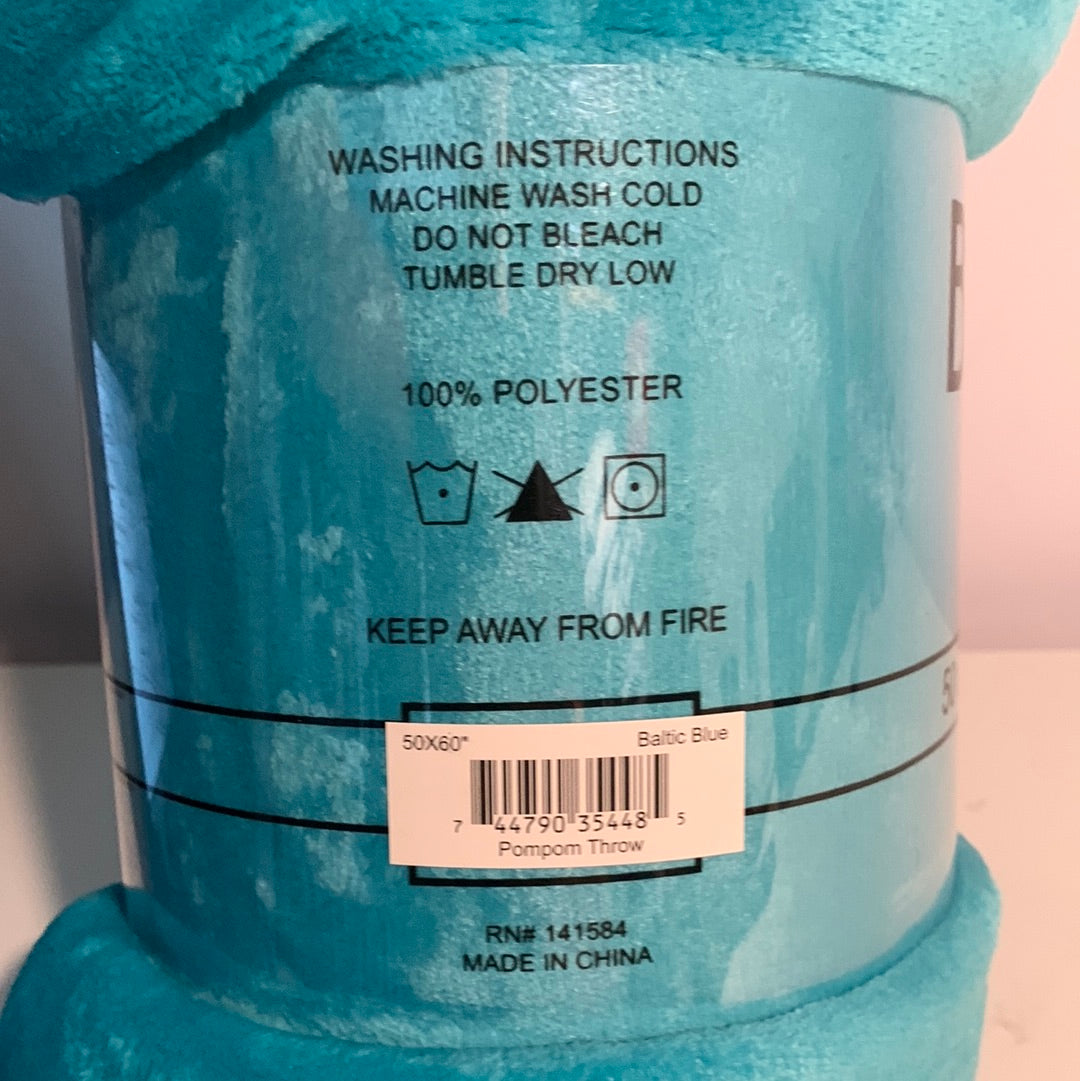 WASHING INSTRUCTIONS
MACHINE WASH COLD
DO NOT BLEACH
TUMBLE DRY LOW
100% POLYESTER
KEEP AWAY FROM FIRE
50X60" Baltic Blue
7 44790 35448 5
Pompom Throw
RN# 141584
MADE IN CHINA